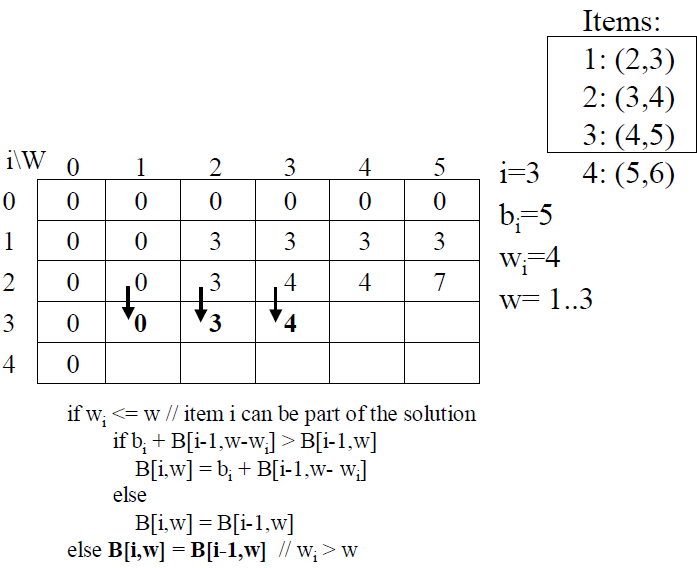 Items:
1: (2,3)
2: (3,4)
3: (4,5)
4: (5,6)
i\W 0 1 2 3 4 5
0 0 0 0 0 0 0
1 0 0 3 3 3 3
2 0 0 3 4 4 7
3 0 0 3 4
4 0
i=3
bi=5
wi=4
w= 1..3
if wi <= w // item i can be part of the solution
if bi + B[i-1,w-wi] > B[i-1,w]
B[i,w] = bi + B[i-1,w- wi]
else
B[i,w] = B[i-1,w]
else B[i,w] = B[i-1,w] // wi > w